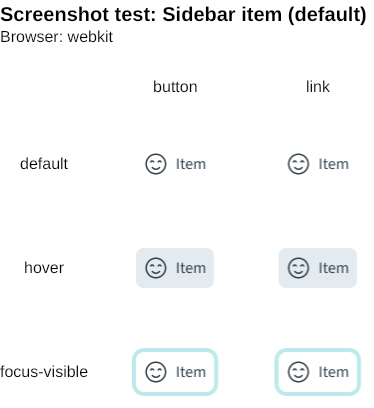 Screenshot test: Sidebar item (default)
Browser: webkit
button link
default Item Item
hover Item Item
focus-visible Item Item